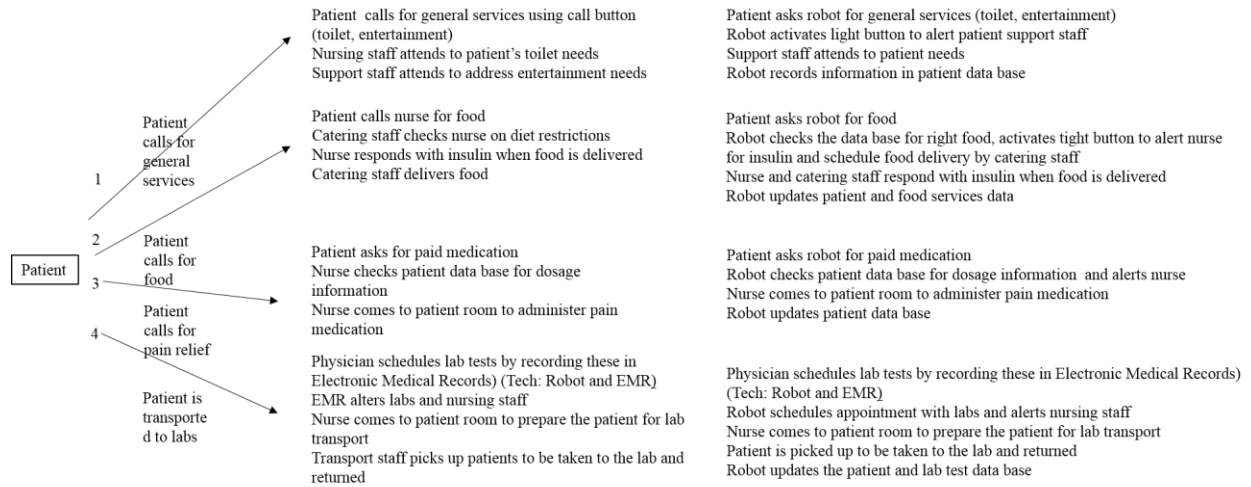 Patient
1
2
3
4
Patient
calls for
general
services
Patient
calls for
food
Patient
calls for
pain relief
Patient is
transporte
d to labs
Patient  calls for general services using call button
(toilet, entertainment)
Nursing staff attends to patient’s toilet needs
Support staff attends to address entertainment needs
Patient calls nurse for food
Catering staff checks nurse on diet restrictions
Nurse responds with insulin when food is delivered
Catering staff delivers food
Patient asks for paid medication
Nurse checks patient data base for dosage
information
Nurse comes to patient room to administer pain
medication
Physician schedules lab tests by recording these in
Electronic Medical Records) (Tech: Robot and EMR)
EMR alters labs and nursing staff
Nurse comes to patient room to prepare the patient for lab
transport
Transport staff picks up patients to be taken to the lab and
returned
Patient asks robot for general services (toilet, entertainment)
Robot activates light button to alert patient support staff
Support staff attends to patient needs
Robot records information in patient data base
Patient asks robot for food
Robot checks the data base for right food, activates tight button to alert nurse
for insulin and schedule food delivery by catering staff
Nurse and catering staff respond with insulin when food is delivered
Robot updates patient and food services data
Patient asks robot for paid medication
Robot checks patient data base for dosage information  and alerts nurse
Nurse comes to patient room to administer pain medication
Robot updates patient data base
Physician schedules lab tests by recording these in Electronic Medical Records)
(Tech: Robot and EMR)
Robot schedules appointment with labs and alerts nursing staff
Nurse comes to patient room to prepare the patient for lab transport
Patient is picked up to be taken to the lab and returned
Robot updates the patient and lab test data base